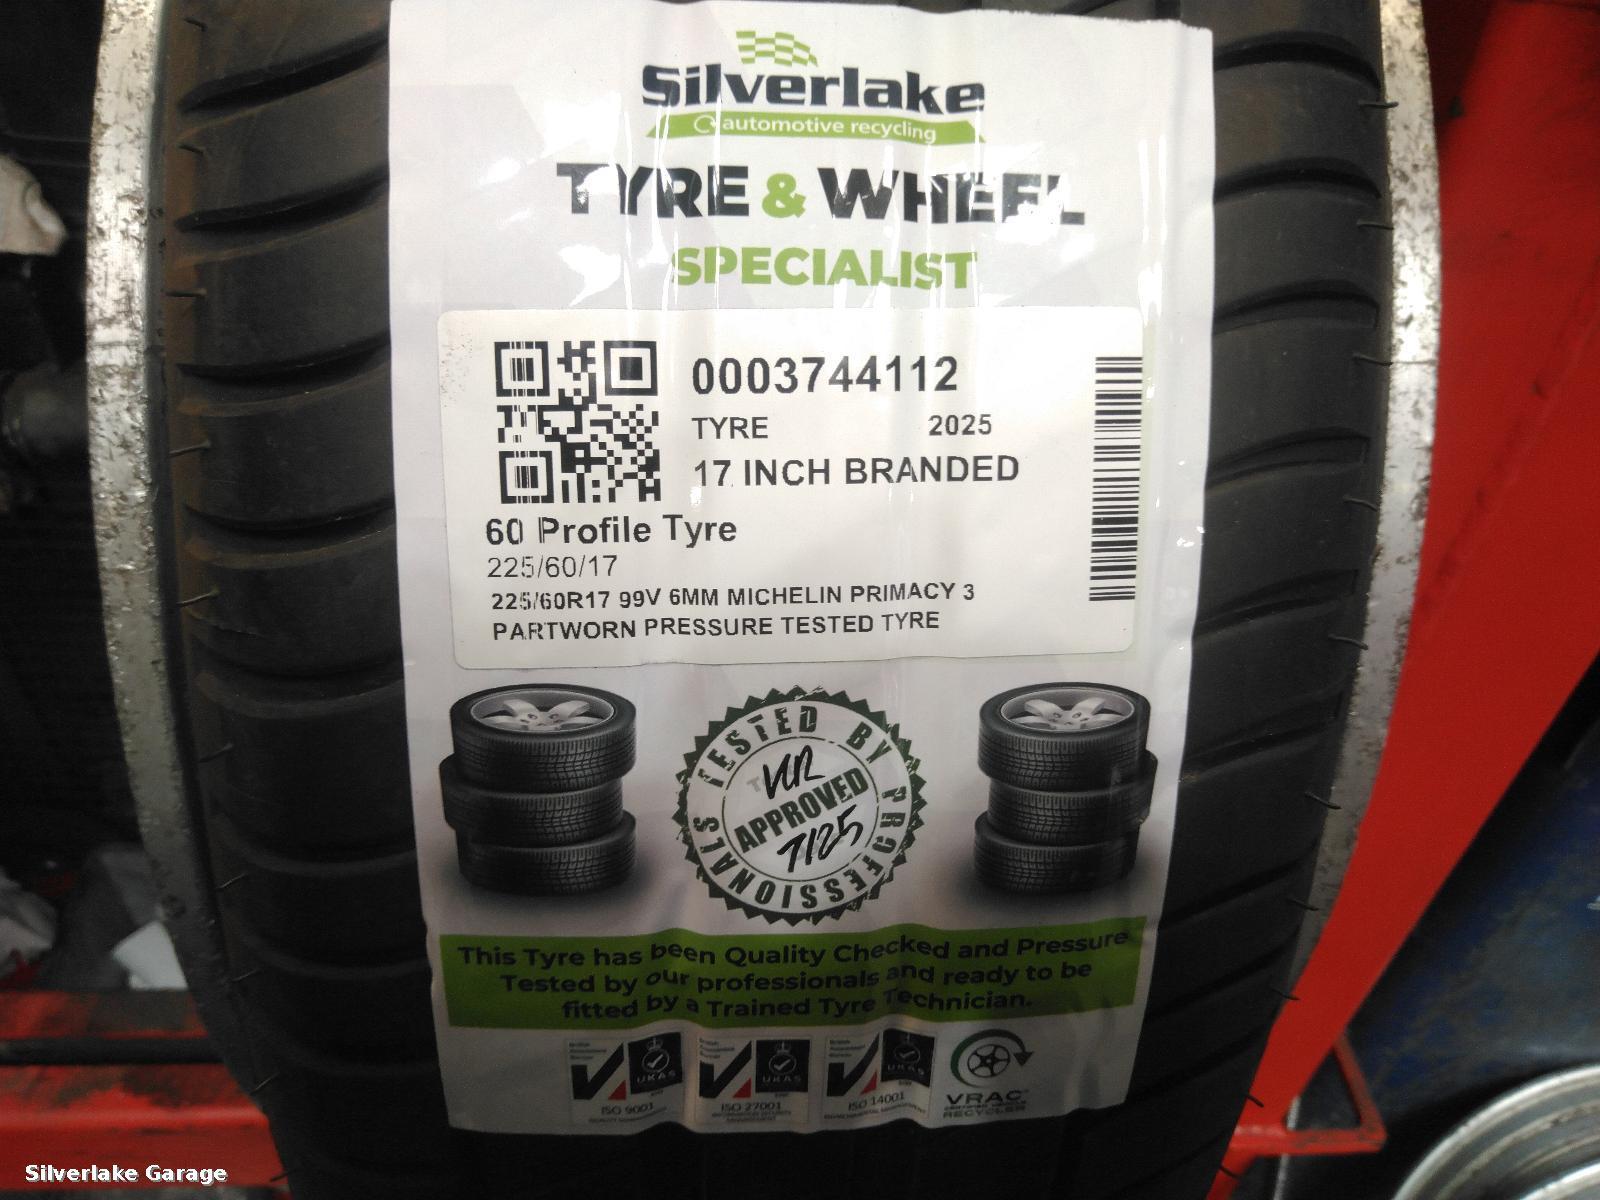 Silverlake
automotive recycling
TYRE & WHEEL
SPECIALIST
0003744112
TYRE 2025
17 INCH BRANDED
60 Profile Tyre
225/60/17
225/60R17 99V 6MM MICHELIN PRIMACY 3
PARTWORN PRESSURE TESTED TYRE
TESTED BY PROFESSIONALS
APPROVED
7/25
This Tyre has been Quality Checked and Pressure
Tested by our professionals and ready to be
fitted by a Trained Tyre Technician.
UKAS UKAS UKAS
ISO 9001 ISO 27001 ISO 14001
VRAC
RECYCLER
Silverlake Garage